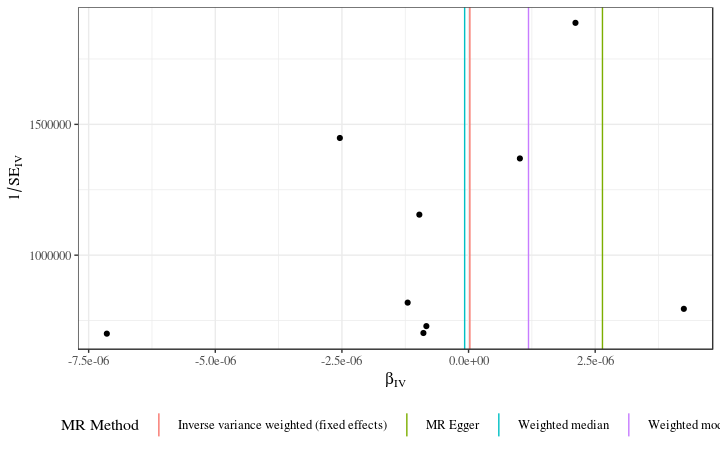 1500000
1000000
1/SE_IV
-7.5e-06 -5.0e-06 -2.5e-06 0.0e+00 2.5e-06
β_IV
MR Method Inverse variance weighted (fixed effects) MR Egger Weighted median Weighted